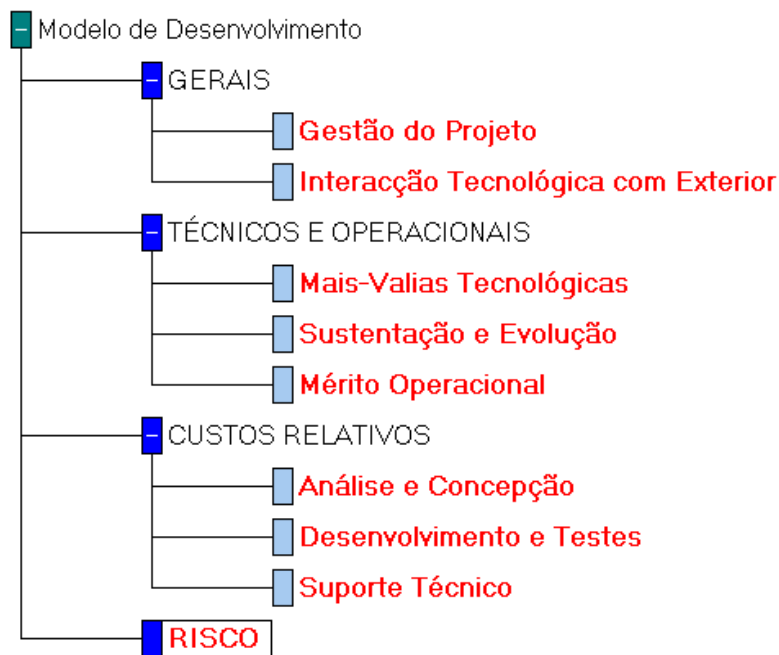 Modelo de Desenvolvimento
GERAIS
Gestão do Projeto
Interacção Tecnológica com Exterior
TÉCNICOS E OPERACIONAIS
Mais-Valias Tecnológicas
Sustentação e Evolução
Mérito Operacional
CUSTOS RELATIVOS
Análise e Concepção
Desenvolvimento e Testes
Suporte Técnico
RISCO